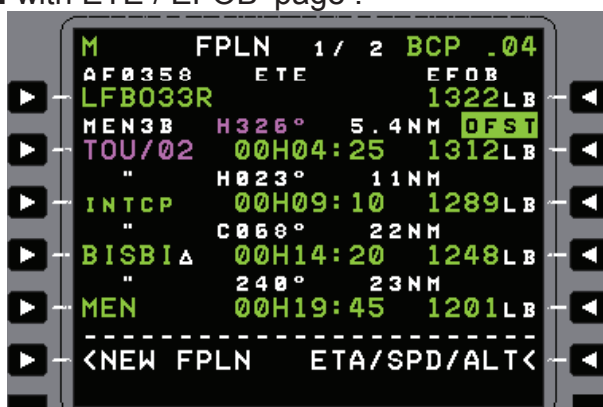 with ETE / EFOB page :
M FPLN 1/ 2 BCP .04
AF0358 ETE EFOB
LFBO33R 1322LB
MEN3B H326° 5.4NM OFST
TOU/02 00H04:25 1312LB
" H023° 11NM
INTCP 00H09:10 1289LB
" C068° 22NM
BISBI∆ 00H14:20 1248LB
" 240° 23NM
MEN 00H19:45 1201LB
<NEW FPLN ETA/SPD/ALT<